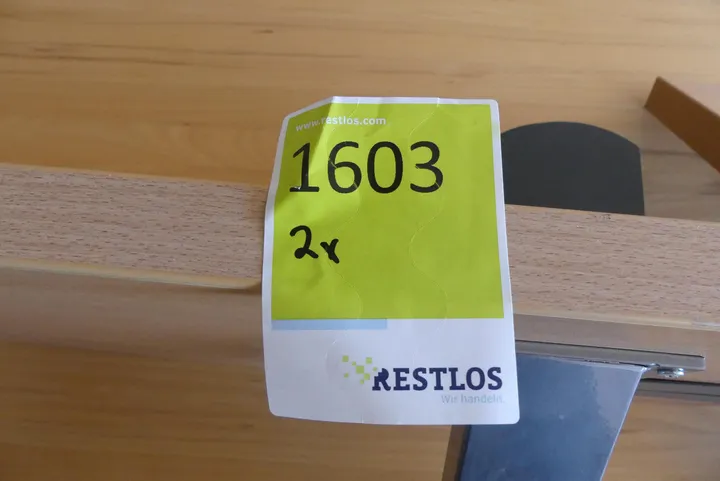 www.restlos.com
1603
2x
RESTLOS
Wir handeln.